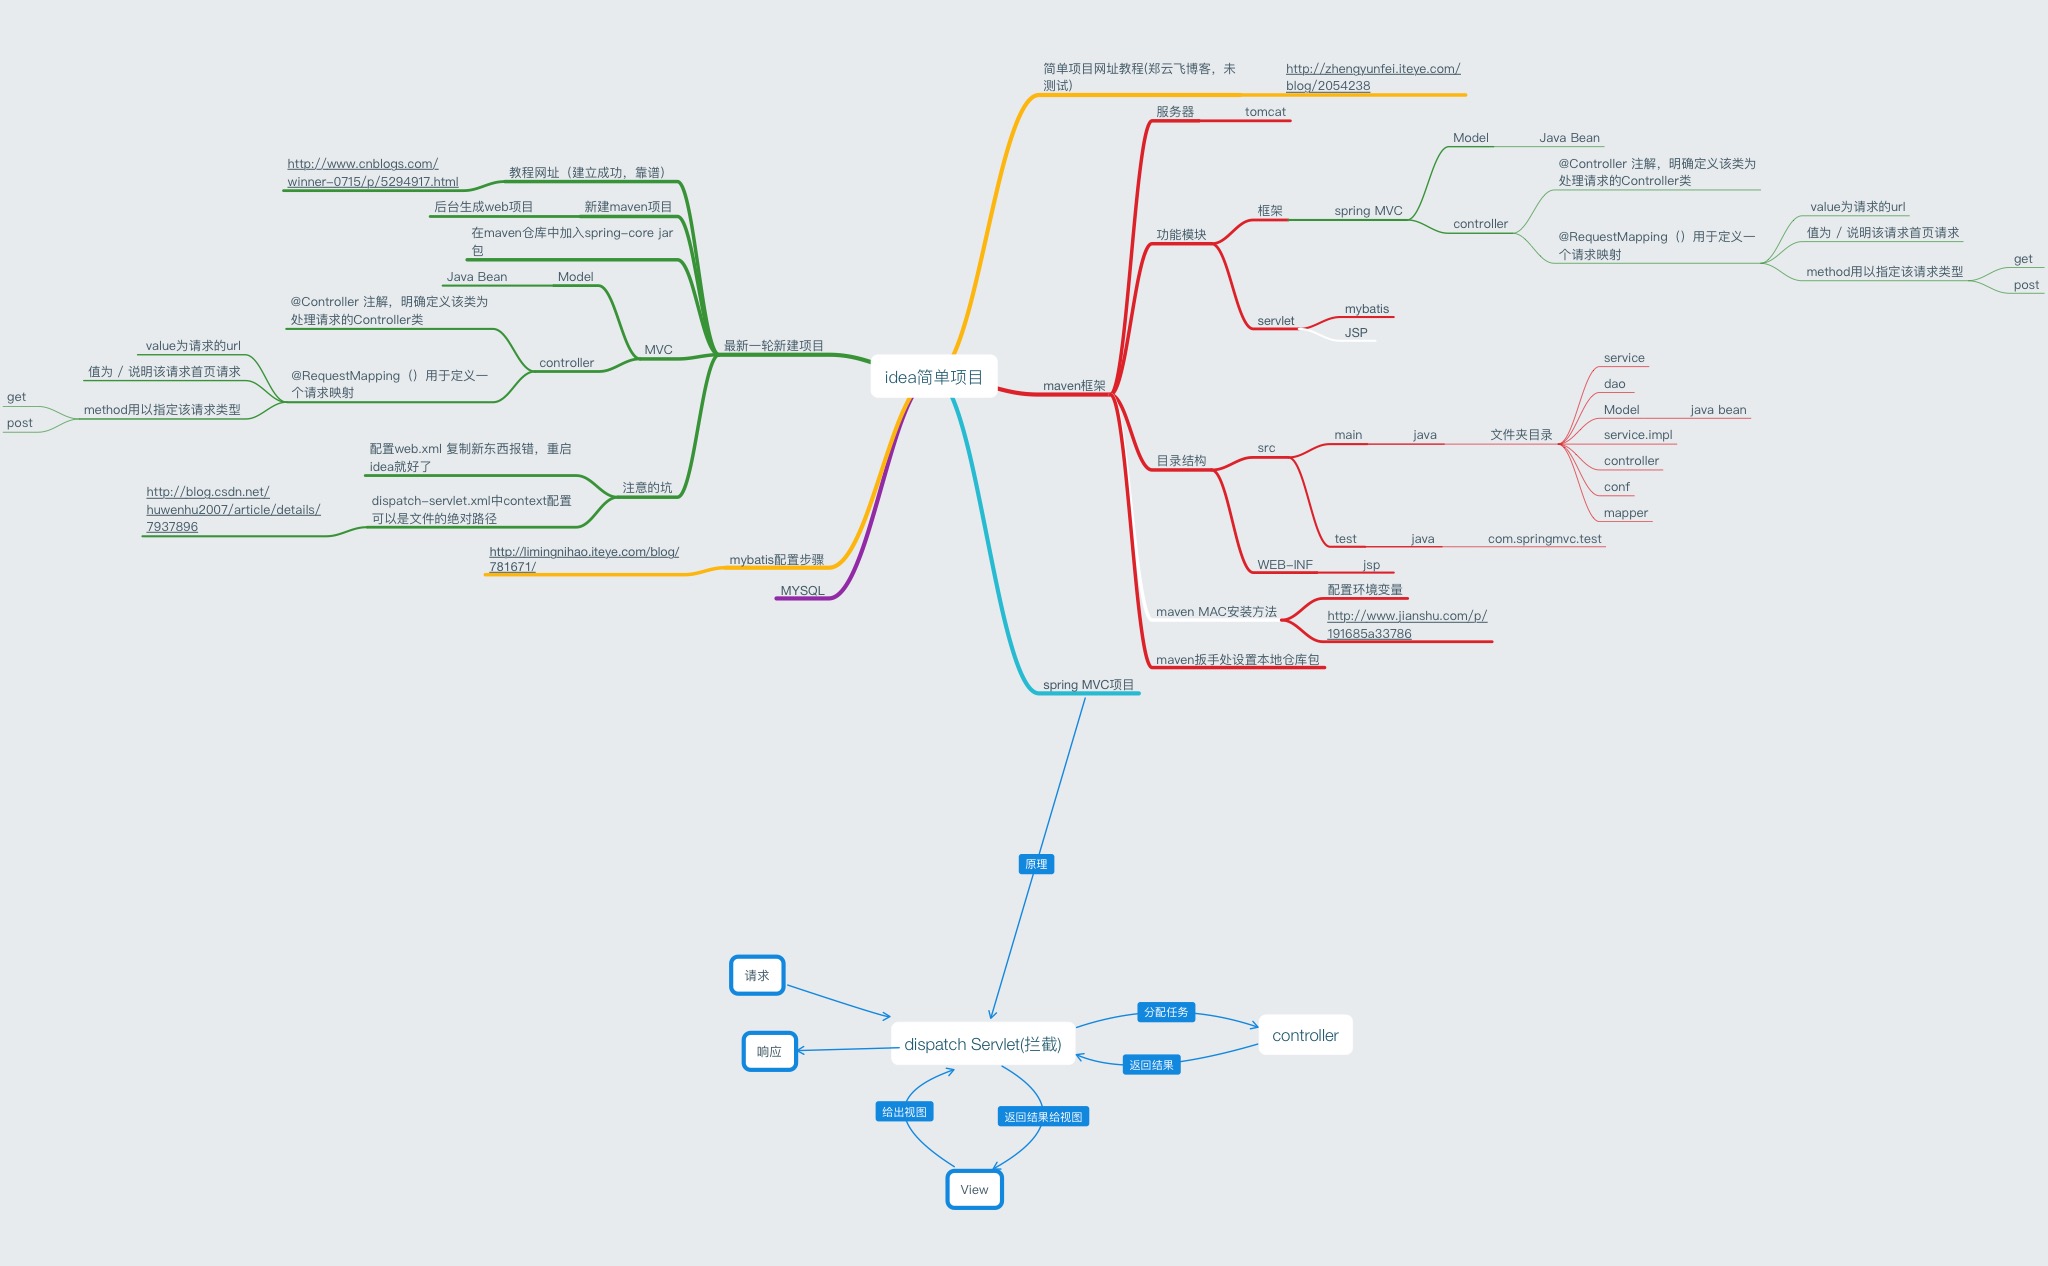 idea简单项目
简单项目网址教程(郑云飞博客，未
测试)
http://zhengyunfei.iteye.com/
blog/2054238
maven框架
服务器
tomcat
功能模块
框架
spring MVC
Model
Java Bean
controller
@Controller 注解，明确定义该类为
处理请求的Controller类
@RequestMapping（）用于定义一
个请求映射
value为请求的url
值为 / 说明该请求首页请求
method用以指定该请求类型
get
post
servlet
mybatis
JSP
目录结构
src
main
java
文件夹目录
service
dao
Model
java bean
service.impl
controller
conf
mapper
test
java
com.springmvc.test
WEB-INF
jsp
maven MAC安装方法
配置环境变量
http://www.jianshu.com/p/
191685a33786
maven扳手处设置本地仓库包
spring MVC项目
最新一轮新建项目
教程网址（建立成功，靠谱）
http://www.cnblogs.com/
winner-0715/p/5294917.html
新建maven项目
后台生成web项目
在maven仓库中加入spring-core jar
包
MVC
Model
Java Bean
controller
@Controller 注解，明确定义该类为
处理请求的Controller类
@RequestMapping（）用于定义一
个请求映射
value为请求的url
值为 / 说明该请求首页请求
method用以指定该请求类型
get
post
注意的坑
配置web.xml 复制新东西报错，重启
idea就好了
dispatch-servlet.xml中context配置
可以是文件的绝对路径
http://blog.csdn.net/
huwenhu2007/article/details/
7937896
mybatis配置步骤
http://limingnihao.iteye.com/blog/
781671/
MYSQL
原理
请求
响应
dispatch Servlet(拦截)
分配任务
controller
返回结果
给出视图
返回结果给视图
View